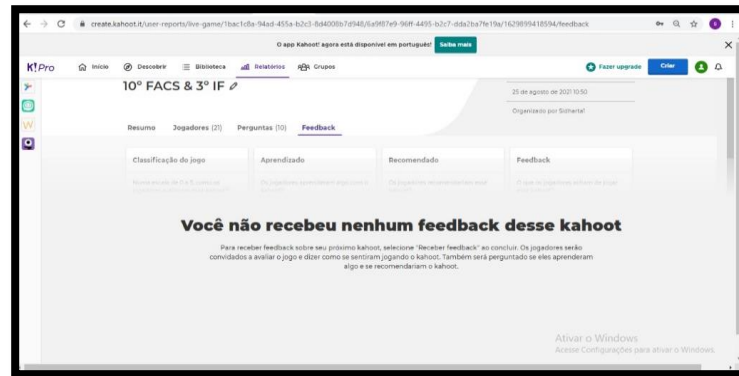 create.kahoot.it/user-reports/live-game/1bac1c8a-94ad-455a-b2c3-8d4008b7d948/6a9f87e9-96ff-4495-b2c7-dda2ba7fe19a/1629899418594/feedback
O app Kahoot! agora está disponível em português! Saiba mais
K! Pro Início Descobrir Biblioteca Relatórios Grupos Fazer upgrade Criar
10º FACS & 3º IF
25 de agosto de 2021 10:50
Organizado por
Resumo Jogadores (21) Perguntas (10) Feedback
Classificação do jogo Aprendizado Recomendado Feedback
Você não recebeu nenhum feedback desse kahoot
Para receber feedback sobre seu próximo kahoot, selecione "Receber feedback" ao concluir. Os jogadores serão
convidados a avaliar o jogo e dizer como se sentiram jogando o kahoot. Também será perguntado se eles aprenderam
algo e se recomendariam o kahoot.
Ativar o Windows
Acesse Configurações para ativar o Windows.